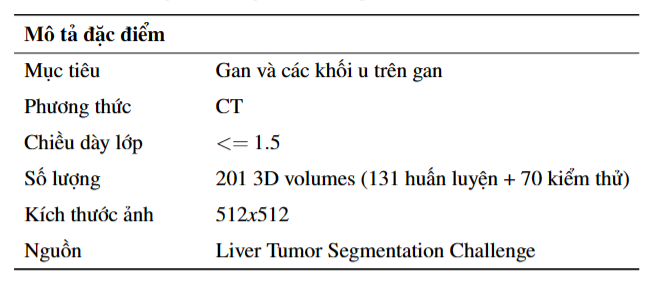 Mô tả đặc điểm
Mục tiêu Gan và các khối u trên gan
Phương thức CT
Chiều dày lớp <= 1.5
Số lượng 201 3D volumes (131 huấn luyện + 70 kiểm thử)
Kích thước ảnh 512x512
Nguồn Liver Tumor Segmentation Challenge